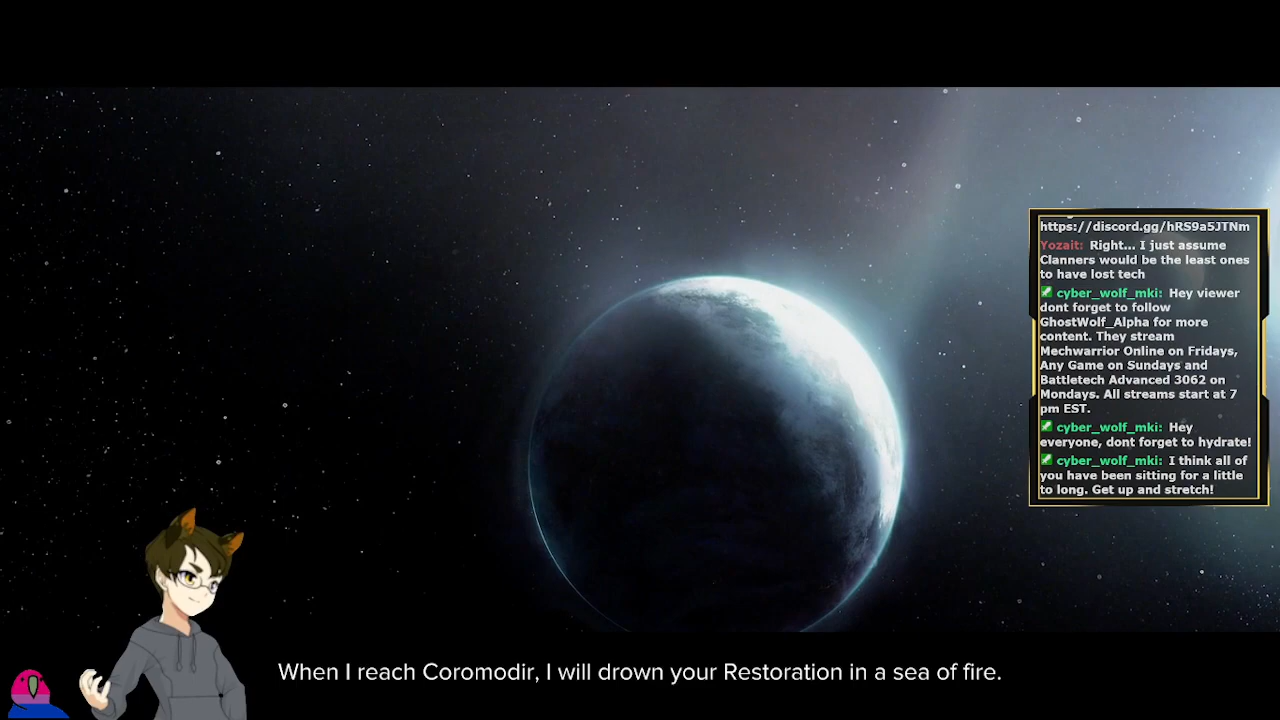 https://discord.gg/hRS9a5JTNm
Yozait: Right... I just assume
Clanners would be the least ones
to have lost tech
cyber_wolf_mki: Hey viewer
dont forget to follow
GhostWolf_Alpha for more
content. They stream
Mechwarrior Online on Fridays,
Any Game on Sundays and
Battletech Advanced 3062 on
Mondays. All streams start at 7
pm EST.
cyber_wolf_mki: Hey
everyone, dont forget to hydrate!
cyber_wolf_mki: I think all of
you have been sitting for a little
to long. Get up and stretch!
When I reach Coromodir, I will drown your Restoration in a sea of fire.